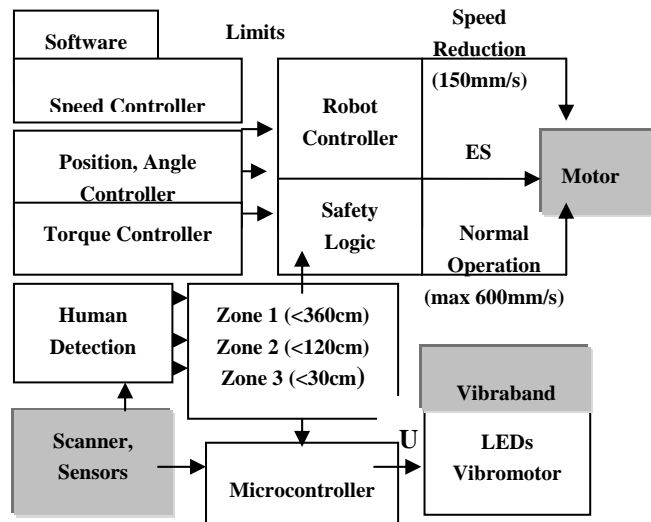 Software
Speed Controller
Position, Angle
Controller
Torque Controller
Limits
Robot
Controller
Safety
Logic
Speed
Reduction
(150mm/s)
ES
Normal
Operation
(max 600mm/s)
Motor
Human
Detection
Zone 1 (<360cm)
Zone 2 (<120cm)
Zone 3 (<30cm)
Scanner,
Sensors
Microcontroller
U
Vibraband
LEDs
Vibromotor